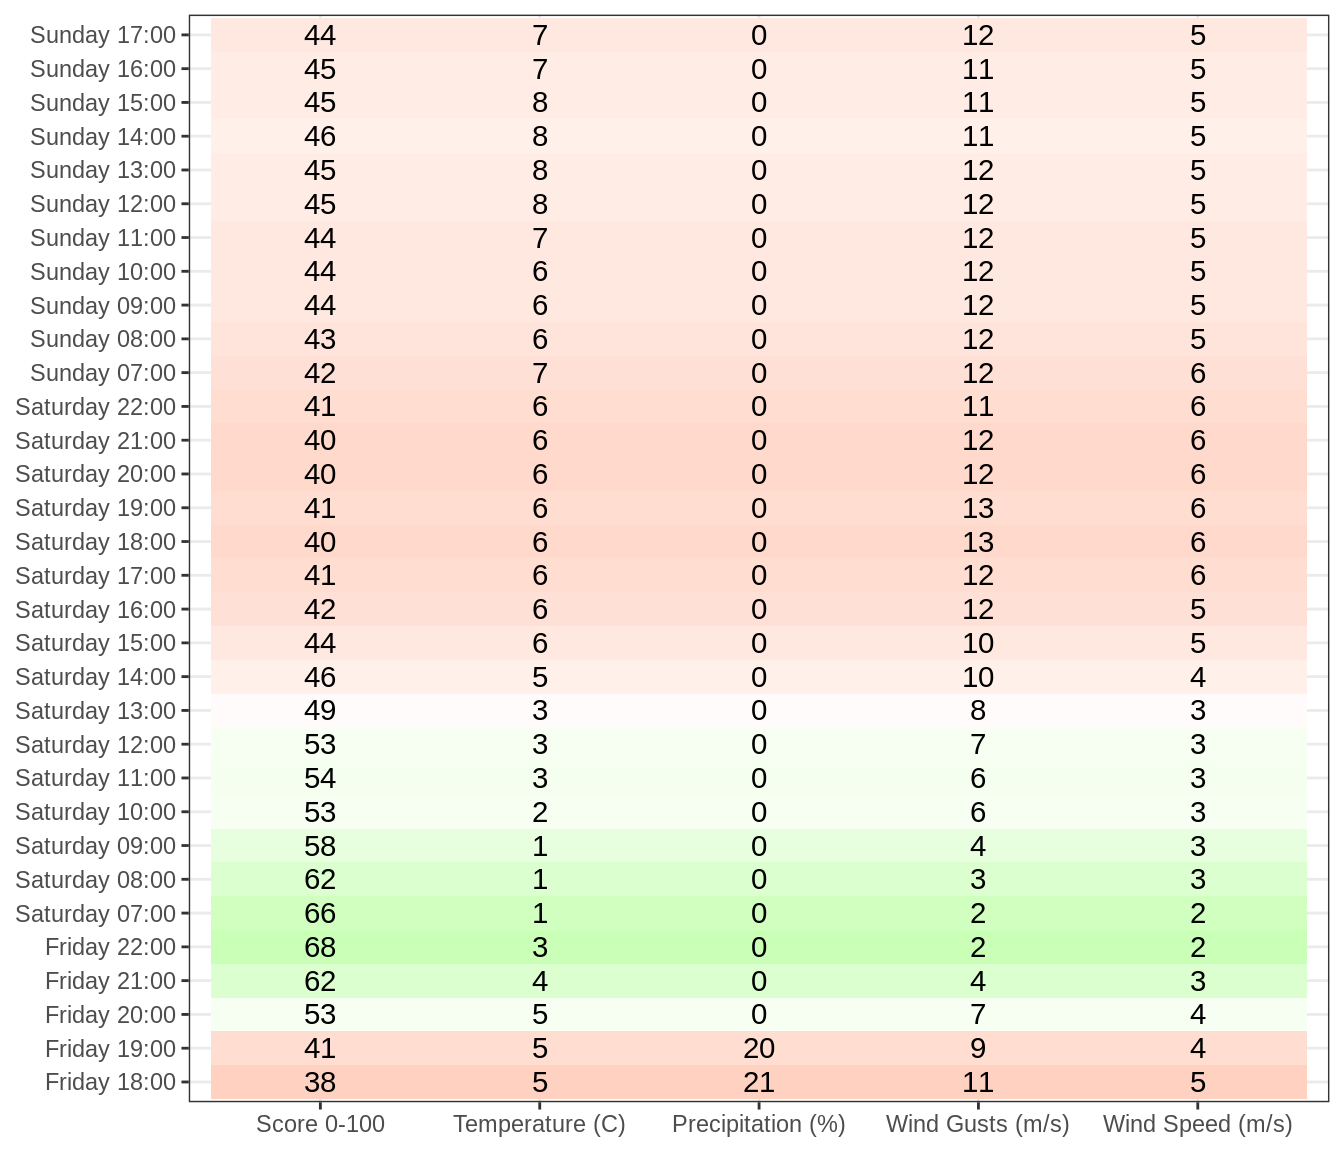 Sunday 17:00 44 7 0 12 5
Sunday 16:00 45 7 0 11 5
Sunday 15:00 45 8 0 11 5
Sunday 14:00 46 8 0 11 5
Sunday 13:00 45 8 0 12 5
Sunday 12:00 45 8 0 12 5
Sunday 11:00 44 7 0 12 5
Sunday 10:00 44 6 0 12 5
Sunday 09:00 44 6 0 12 5
Sunday 08:00 43 6 0 12 5
Sunday 07:00 42 7 0 12 6
Saturday 22:00 41 6 0 11 6
Saturday 21:00 40 6 0 12 6
Saturday 20:00 40 6 0 12 6
Saturday 19:00 41 6 0 13 6
Saturday 18:00 40 6 0 13 6
Saturday 17:00 41 6 0 12 6
Saturday 16:00 42 6 0 12 5
Saturday 15:00 44 6 0 10 5
Saturday 14:00 46 5 0 10 4
Saturday 13:00 49 3 0 8 3
Saturday 12:00 53 3 0 7 3
Saturday 11:00 54 3 0 6 3
Saturday 10:00 53 2 0 6 3
Saturday 09:00 58 1 0 4 3
Saturday 08:00 62 1 0 3 3
Saturday 07:00 66 1 0 2 2
Friday 22:00 68 3 0 2 2
Friday 21:00 62 4 0 4 3
Friday 20:00 53 5 0 7 4
Friday 19:00 41 5 20 9 4
Friday 18:00 38 5 21 11 5
Score 0-100 Temperature (C) Precipitation (%) Wind Gusts (m/s) Wind Speed (m/s)